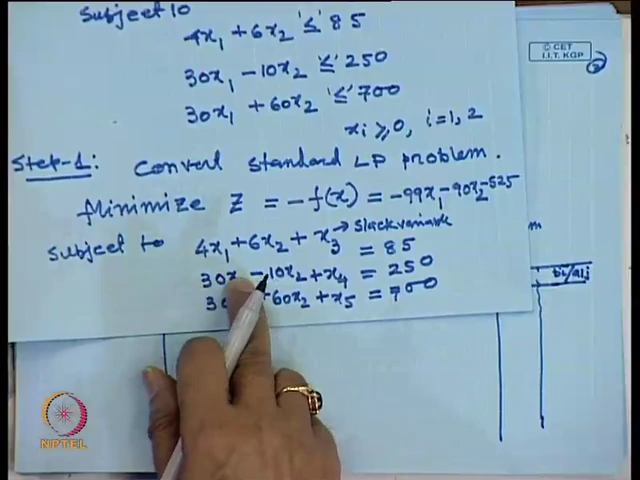 Subject to
4x₁ + 6x₂ '≤' 85
30x₁ - 10x₂ '≤' 250
30x₁ + 60x₂ '≤' 700
xi ≥ 0, i = 1, 2
Step-1: Convert standard LP problem.
Minimize Z = -f(x) = -99x₁ - 90x₂ - 525
Subject to 4x₁ + 6x₂ + x₃ → Slack variable = 85
30x₁ - 10x₂ + x₄ = 250
60x₂ + x₅ = 700
© CET
I.I.T. KGP
bi/aij
NPTEL